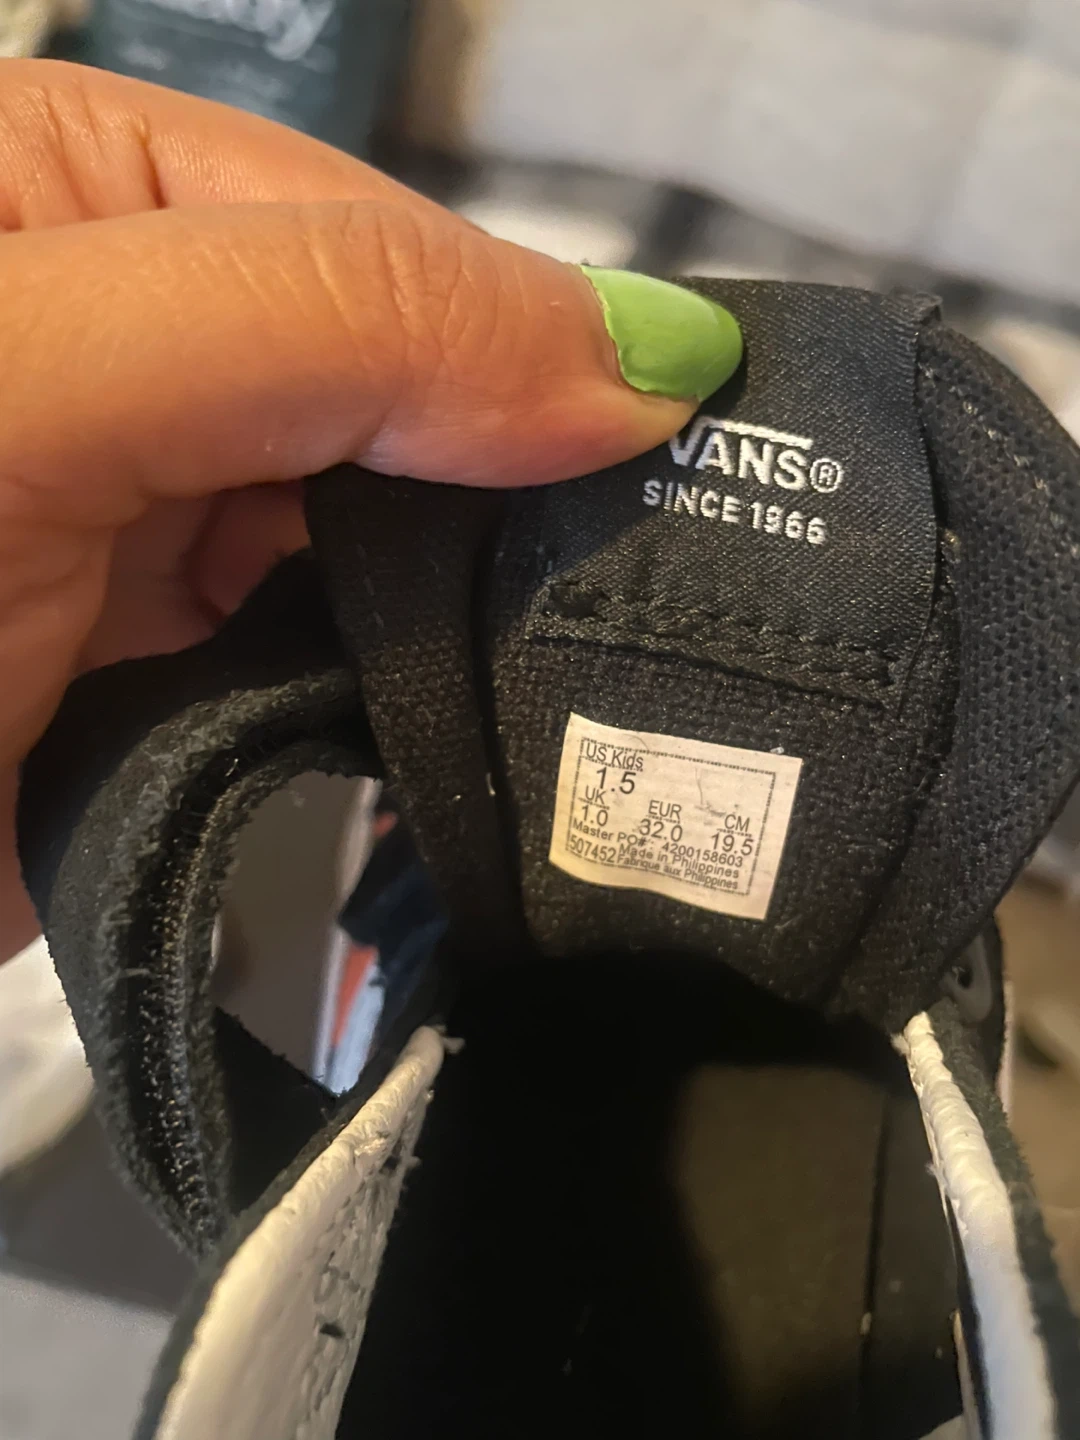 VANS®
SINCE 1966
US Kids
1.5
UK EUR CM
1.0 32.0 19.5
Master PO#: 4200158603
507452 Made in Philippines
Fabriqué aux Philippines